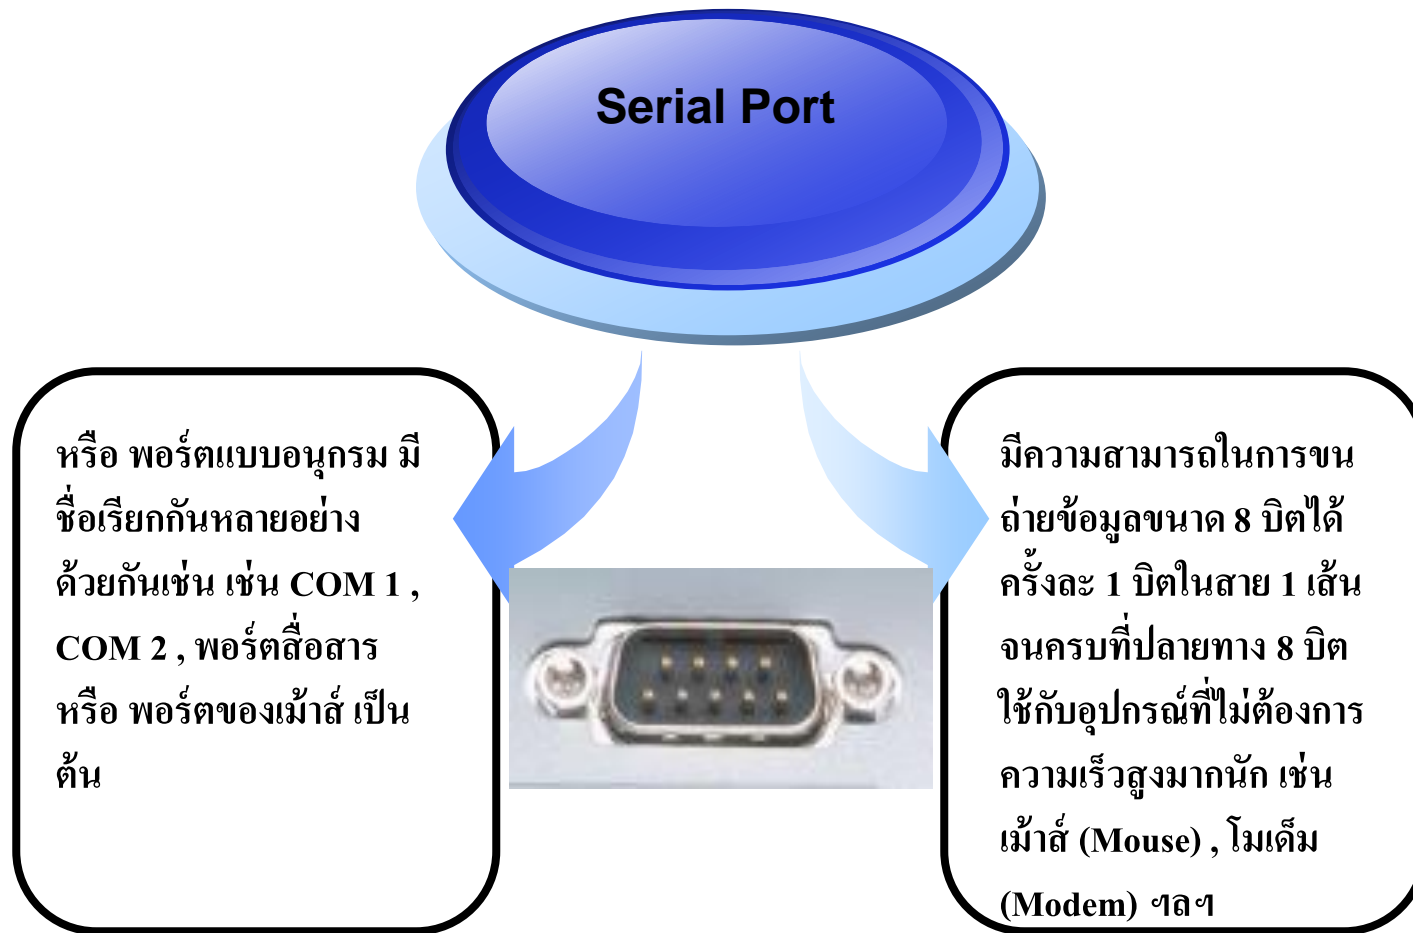 Serial Port
หรือ พอร์ตแบบอนุกรม มี
ชื่อเรียกกันหลายอย่าง
ด้วยกันเช่น เช่น COM 1 ,
COM 2 , พอร์ตสื่อสาร
หรือ พอร์ตของเม้าส์ เป็น
ต้น
มีความสามารถในการขน
ถ่ายข้อมูลขนาด 8 บิตได้
ครั้งละ 1 บิตในสาย 1 เส้น
จนครบที่ปลายทาง 8 บิต
ใช้กับอุปกรณ์ที่ไม่ต้องการ
ความเร็วสูงมากนัก เช่น
เม้าส์ (Mouse) , โมเด็ม
(Modem) ฯลฯ